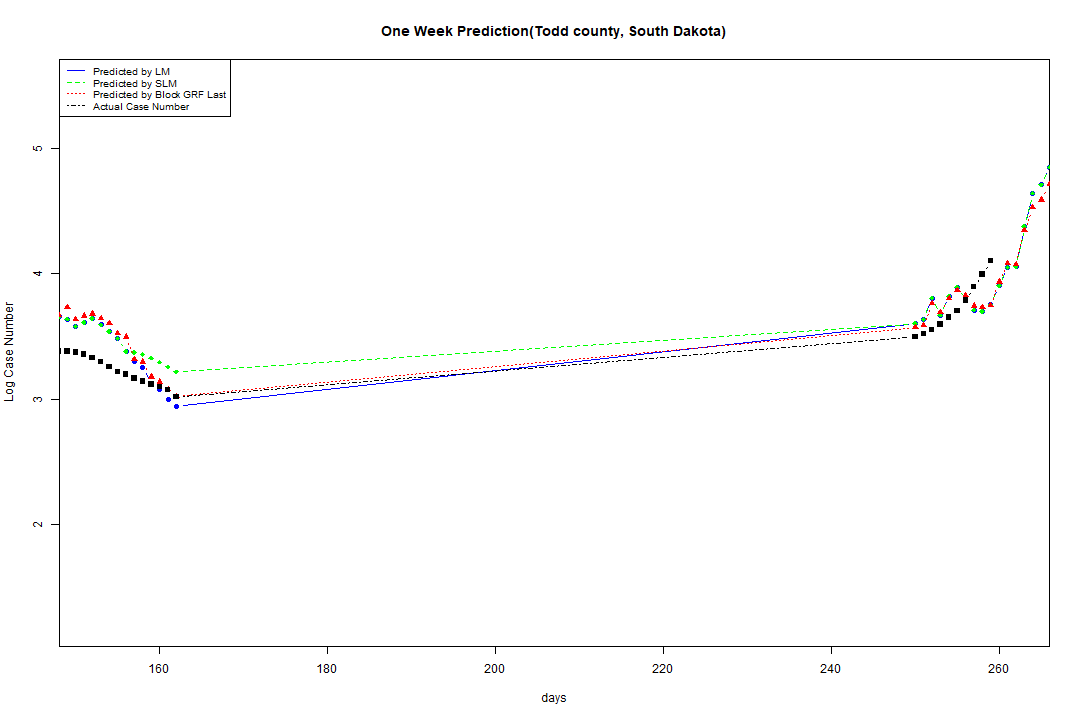 One Week Prediction(Todd county, South Dakota)
Predicted by LM
Predicted by SLM
Predicted by Block GRF Last
Actual Case Number
5
4
3
2
Log Case Number
160 180 200 220 240 260
days